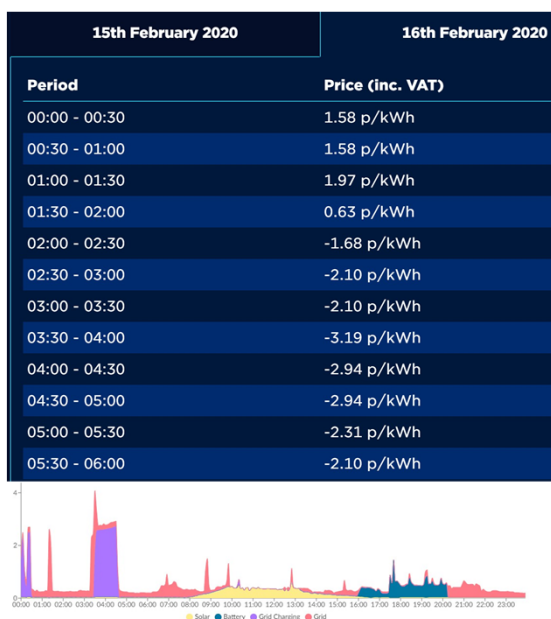 15th February 2020 16th February 2020
Period Price (inc. VAT)
00:00 - 00:30 1.58 p/kWh
00:30 - 01:00 1.58 p/kWh
01:00 - 01:30 1.97 p/kWh
01:30 - 02:00 0.63 p/kWh
02:00 - 02:30 -1.68 p/kWh
02:30 - 03:00 -2.10 p/kWh
03:00 - 03:30 -2.10 p/kWh
03:30 - 04:00 -3.19 p/kWh
04:00 - 04:30 -2.94 p/kWh
04:30 - 05:00 -2.94 p/kWh
05:00 - 05:30 -2.31 p/kWh
05:30 - 06:00 -2.10 p/kWh
4
2
0
00:00 01:00 02:00 03:00 04:00 05:00 06:00 07:00 08:00 09:00 10:00 11:00 12:00 13:00 14:00 15:00 16:00 17:00 18:00 19:00 20:00 21:00 22:00 23:00
Solar Battery Grid Charging Grid